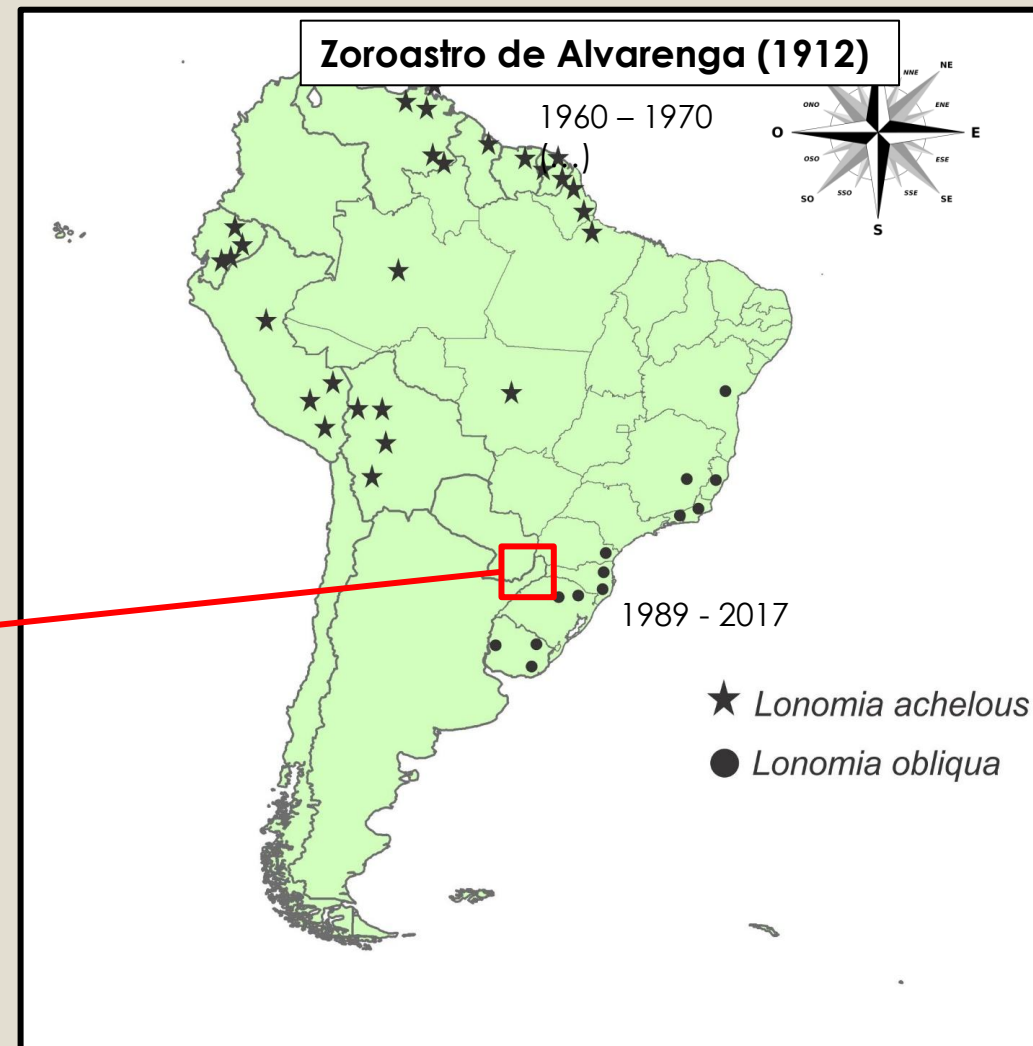 Zoroastro de Alvarenga (1912)
1960 – 1970
(...)
NNE
NE
ENE
ONO
O
E
OSO
ESE
SO
SSO
SSE
SE
S
1989 - 2017
Lonomia achelous
Lonomia obliqua